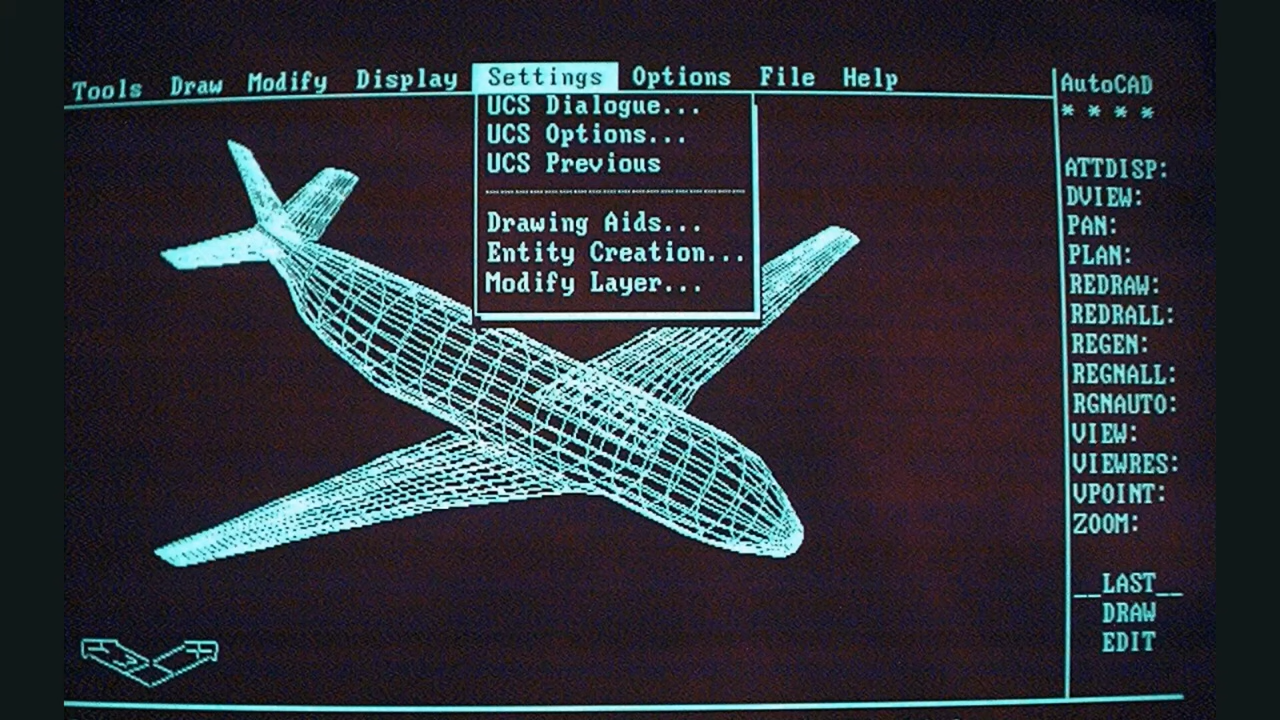 Tools Draw Modify Display Settings Options File Help
UCS Dialogue...
UCS Options...
UCS Previous
Drawing Aids...
Entity Creation...
Modify Layer...
AutoCAD
* * * *
ATTDISP:
DVIEW:
PAN:
PLAN:
REDRAW:
REDRALL:
REGEN:
REGNALL:
RGNAUTO:
VIEW:
VIEWRES:
VPOINT:
ZOOM:
__LAST__
DRAW
EDIT